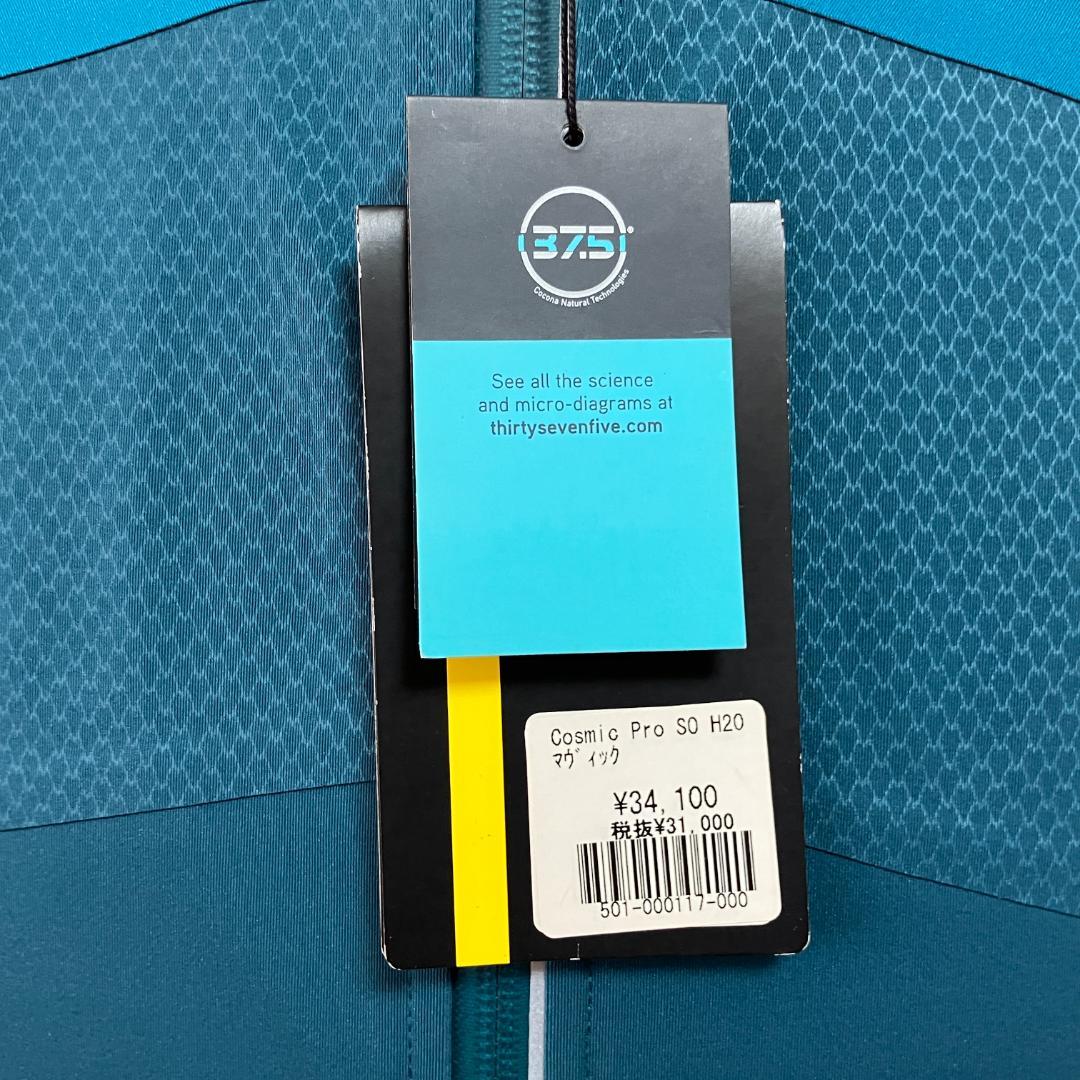 37.5®
Cocona Natural Technologies
See all the science
and micro-diagrams at
thirtysevenfive.com
Cosmic Pro SO H20
ﾏｳﾞｨｯｸ
¥34,100
税抜¥31,000
501-000117-000